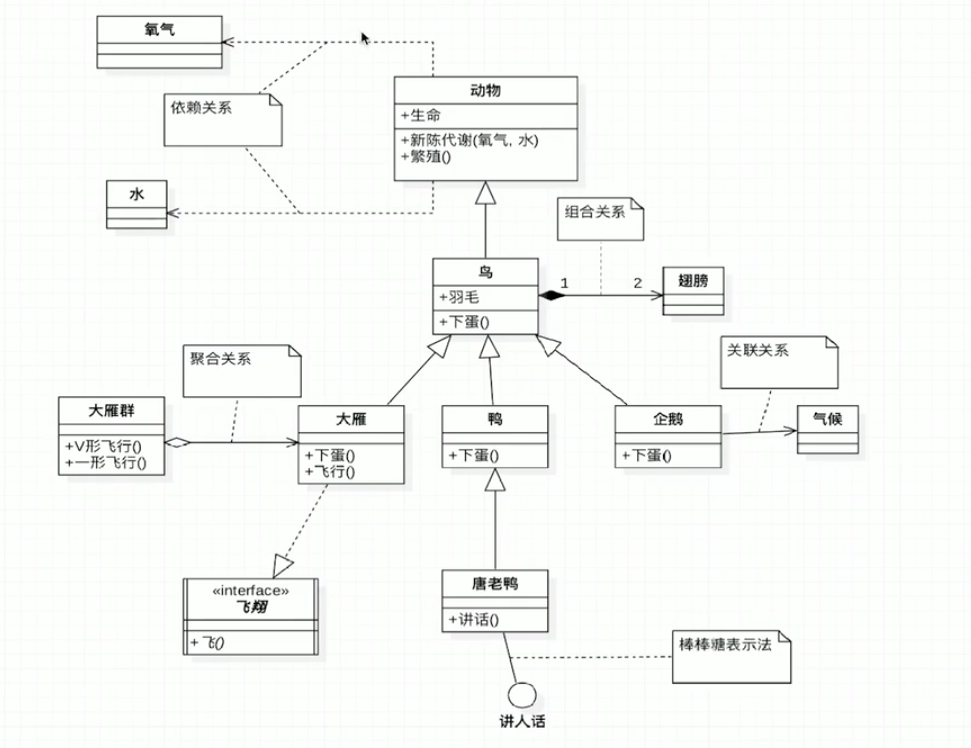 氧气
依赖关系
动物
+生命
+新陈代谢(氧气, 水)
+繁殖()
水
组合关系
鸟
+羽毛
+下蛋()
1
2
翅膀
聚合关系
关联关系
大雁群
+V形飞行()
+一形飞行()
大雁
+下蛋()
+飞行()
鸭
+下蛋()
企鹅
+下蛋()
气候
«interface»
飞翔
+飞()
唐老鸭
+讲话()
棒棒糖表示法
讲人话